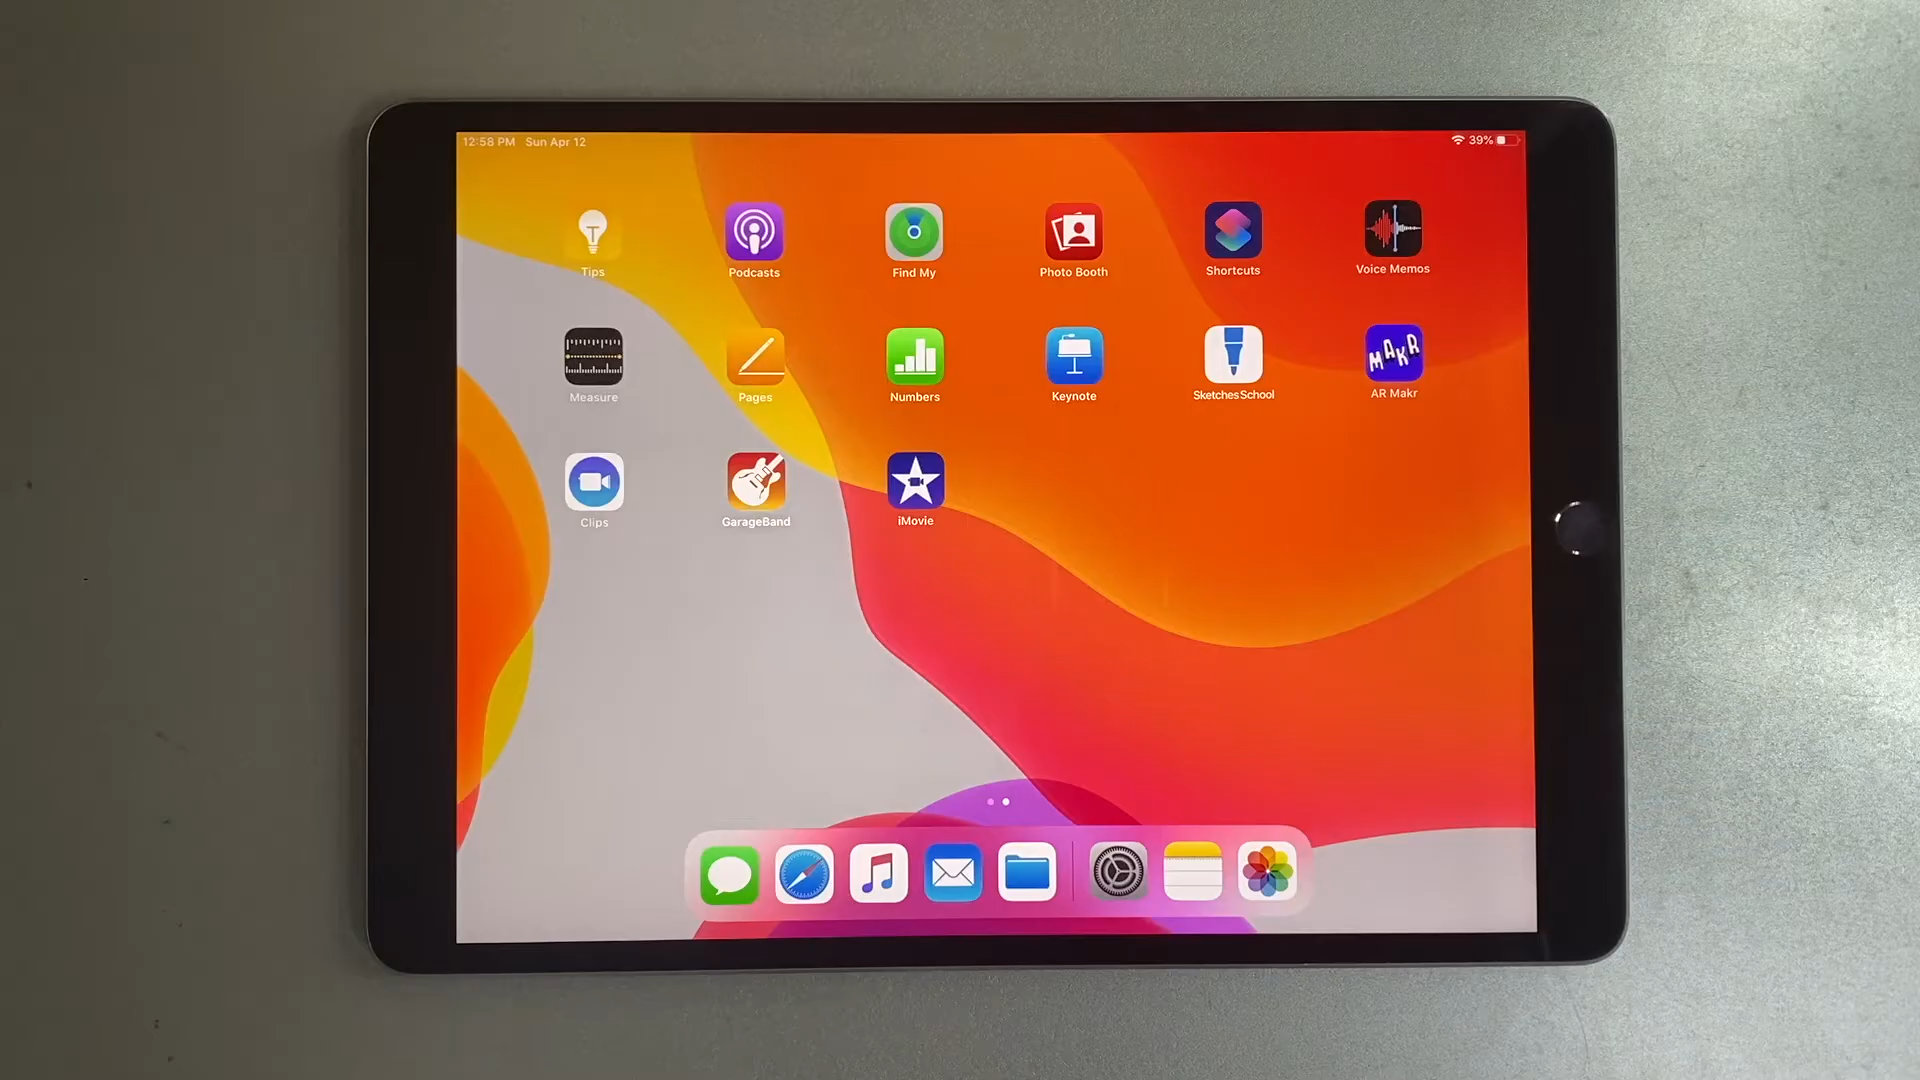 12:58 PM Sun Apr 12 39%
Tips Podcasts Find My Photo Booth Shortcuts Voice Memos
Measure Pages Numbers Keynote Sketches School MAKR AR Makr
Clips GarageBand iMovie